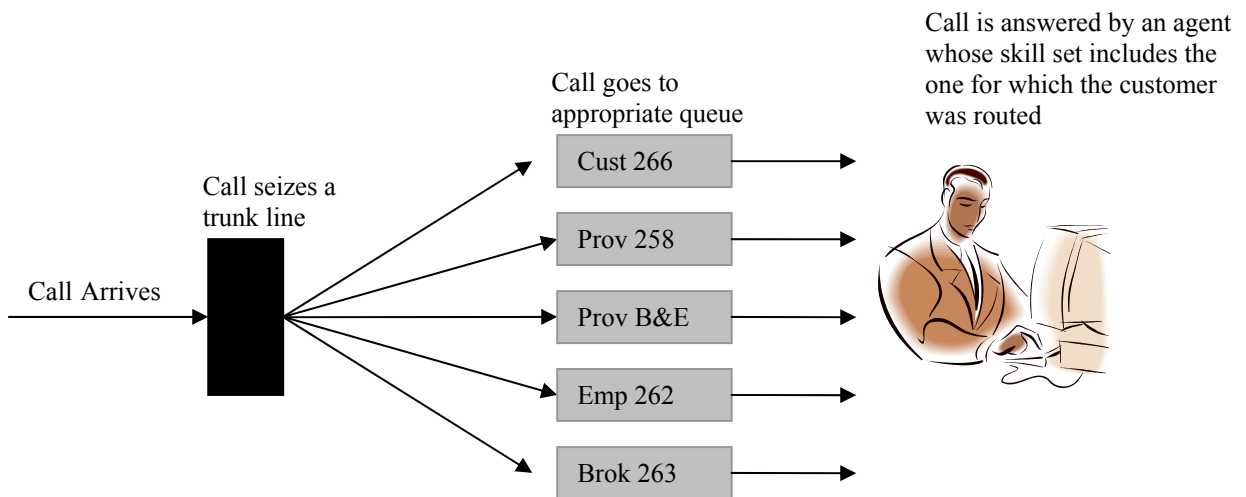 Call is answered by an agent
whose skill set includes the
one for which the customer
was routed
Call goes to
appropriate queue
Cust 266
Call seizes a
trunk line
Prov 258
Call Arrives
Prov B&E
Emp 262
Brok 263